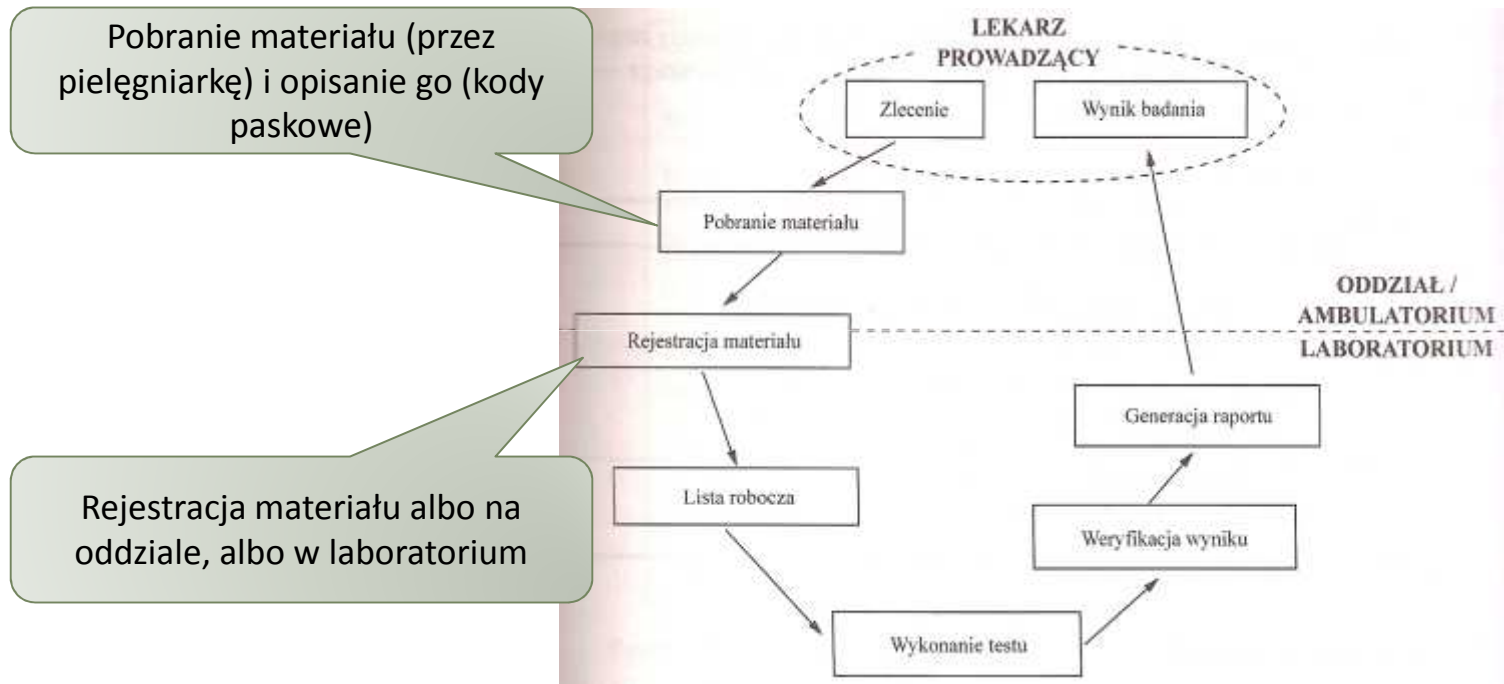 Pobranie materiału (przez
pielęgniarkę) i opisanie go (kody
paskowe)
LEKARZ
PROWADZĄCY
Zlecenie
Wynik badania
Pobranie materiału
ODDZIAŁ /
AMBULATORIUM
LABORATORIUM
Rejestracja materiału
Generacja raportu
Rejestracja materiału albo na
oddziale, albo w laboratorium
Lista robocza
Weryfikacja wyniku
Wykonanie testu